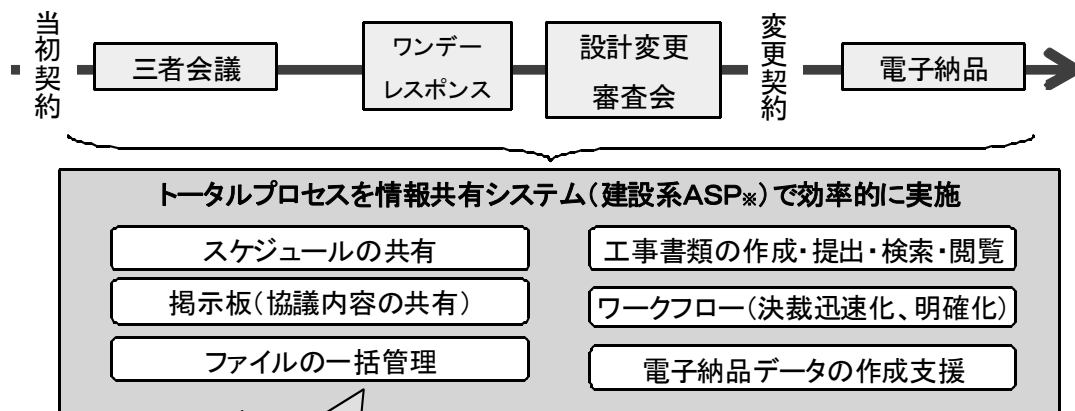 当初契約
三者会議
ワンデー
レスポンス
設計変更
審査会
変更契約
電子納品
トータルプロセスを情報共有システム(建設系ASP※)で効率的に実施
スケジュールの共有
工事書類の作成・提出・検索・閲覧
掲示板(協議内容の共有)
ワークフロー(決裁迅速化、明確化)
ファイルの一括管理
電子納品データの作成支援